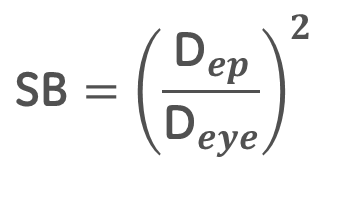 SB = (D_ep / D_eye)^2